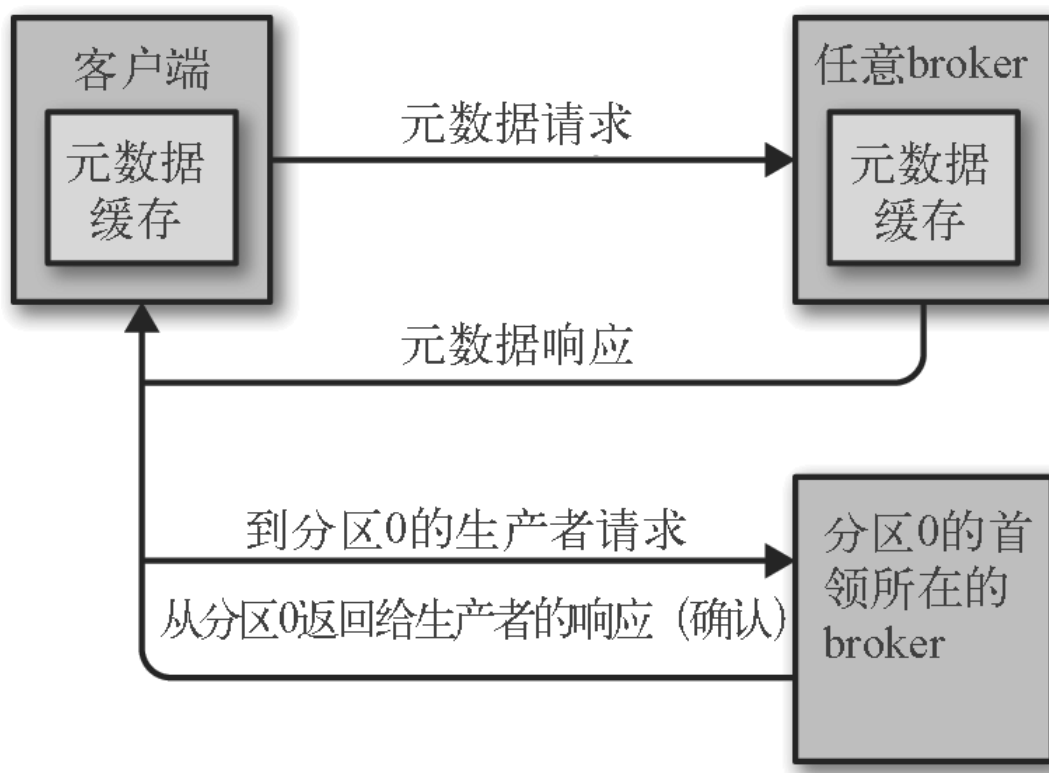 客户端
元数据
缓存
元数据请求
任意broker
元数据
缓存
元数据响应
到分区0的生产者请求
从分区0返回给生产者的响应（确认）
分区0的首
领所在的
broker